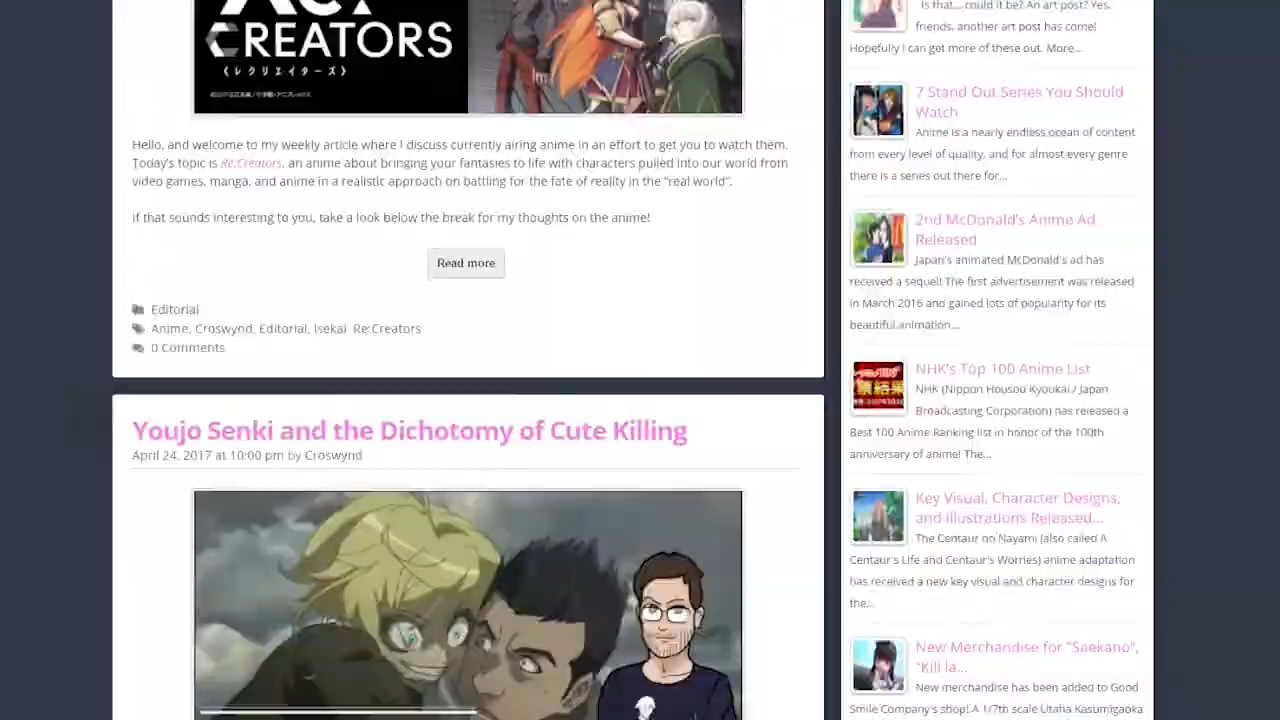 CREATORS
《レクリエイターズ》
Hello, and welcome to my weekly article where I discuss currently airing anime in an effort to get you to watch them.
Today's topic is Re:Creators, an anime about bringing your fantasies to life with characters pulled into our world from
video games, manga, and anime in a realistic approach on battling for the fate of reality in the "real world".
If that sounds interesting to you, take a look below the break for my thoughts on the anime!
Read more
Editorial
Anime, Croswynd, Editorial, Isekai, Re:Creators
0 Comments
Youjo Senki and the Dichotomy of Cute Killing
April 24, 2017 at 10:00 pm by Croswynd
Is that... could it be? An art post? Yes,
friends, another art post has come!
Hopefully I can get more of these out. More...
7 Stand Out Series You Should
Watch
Anime is a nearly endless ocean of content
from every level of quality, and for almost every genre
there is a series out there for...
2nd McDonald's Anime Ad
Released
Japan's animated McDonald's ad has
received a sequel! The first advertisement was released
in March 2016 and gained lots of popularity for its
beautiful animation...
NHK's Top 100 Anime List
NHK (Nippon Housou Kyoukai / Japan
Broadcasting Corporation) has released a
Best 100 Anime Ranking list in honor of the 100th
anniversary of anime! The...
Key Visual, Character Designs,
and Illustrations Released...
The Centaur no Nayami (also called A
Centaur's Life and Centaur's Worries) anime adaptation
has received a new key visual and character designs for
the...
New Merchandise for "Saekano",
"Kill la...
New merchandise has been added to Good
Smile Company's shop! A 1/7th scale Utaha Kasumigaoka